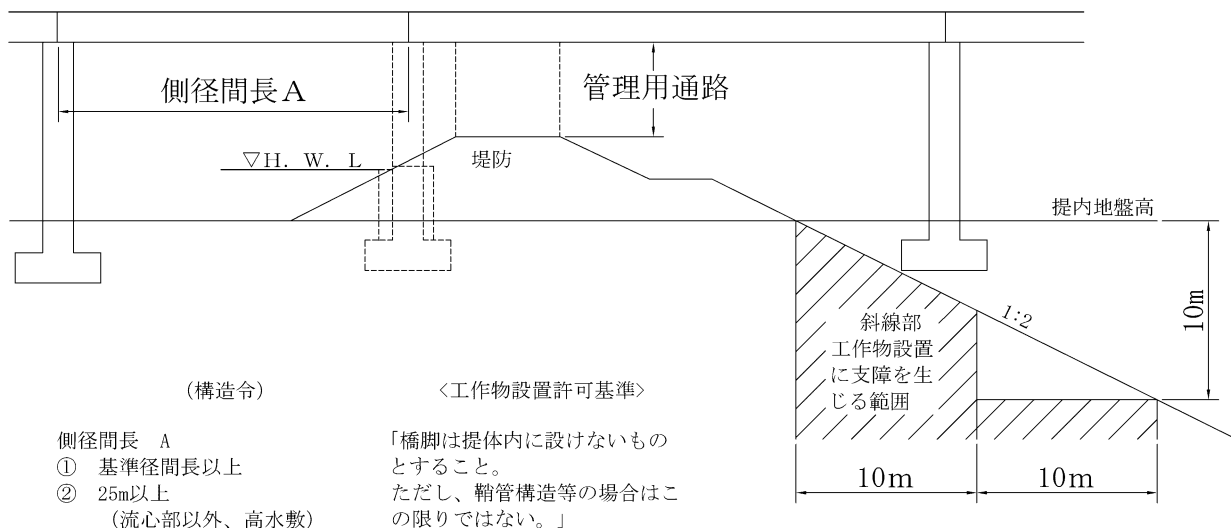 側径間長A
管理用通路
▽H. W. L
堤防
提内地盤高
10m
1:2
斜線部
工作物設置
に支障を生
じる範囲
10m
10m
(構造令)
側径間長 A
① 基準径間長以上
② 25m以上
(流心部以外、高水敷)
<工作物設置許可基準>
「橋脚は提体内に設けないもの
とすること。
ただし、鞘管構造等の場合はこ
の限りではない。」